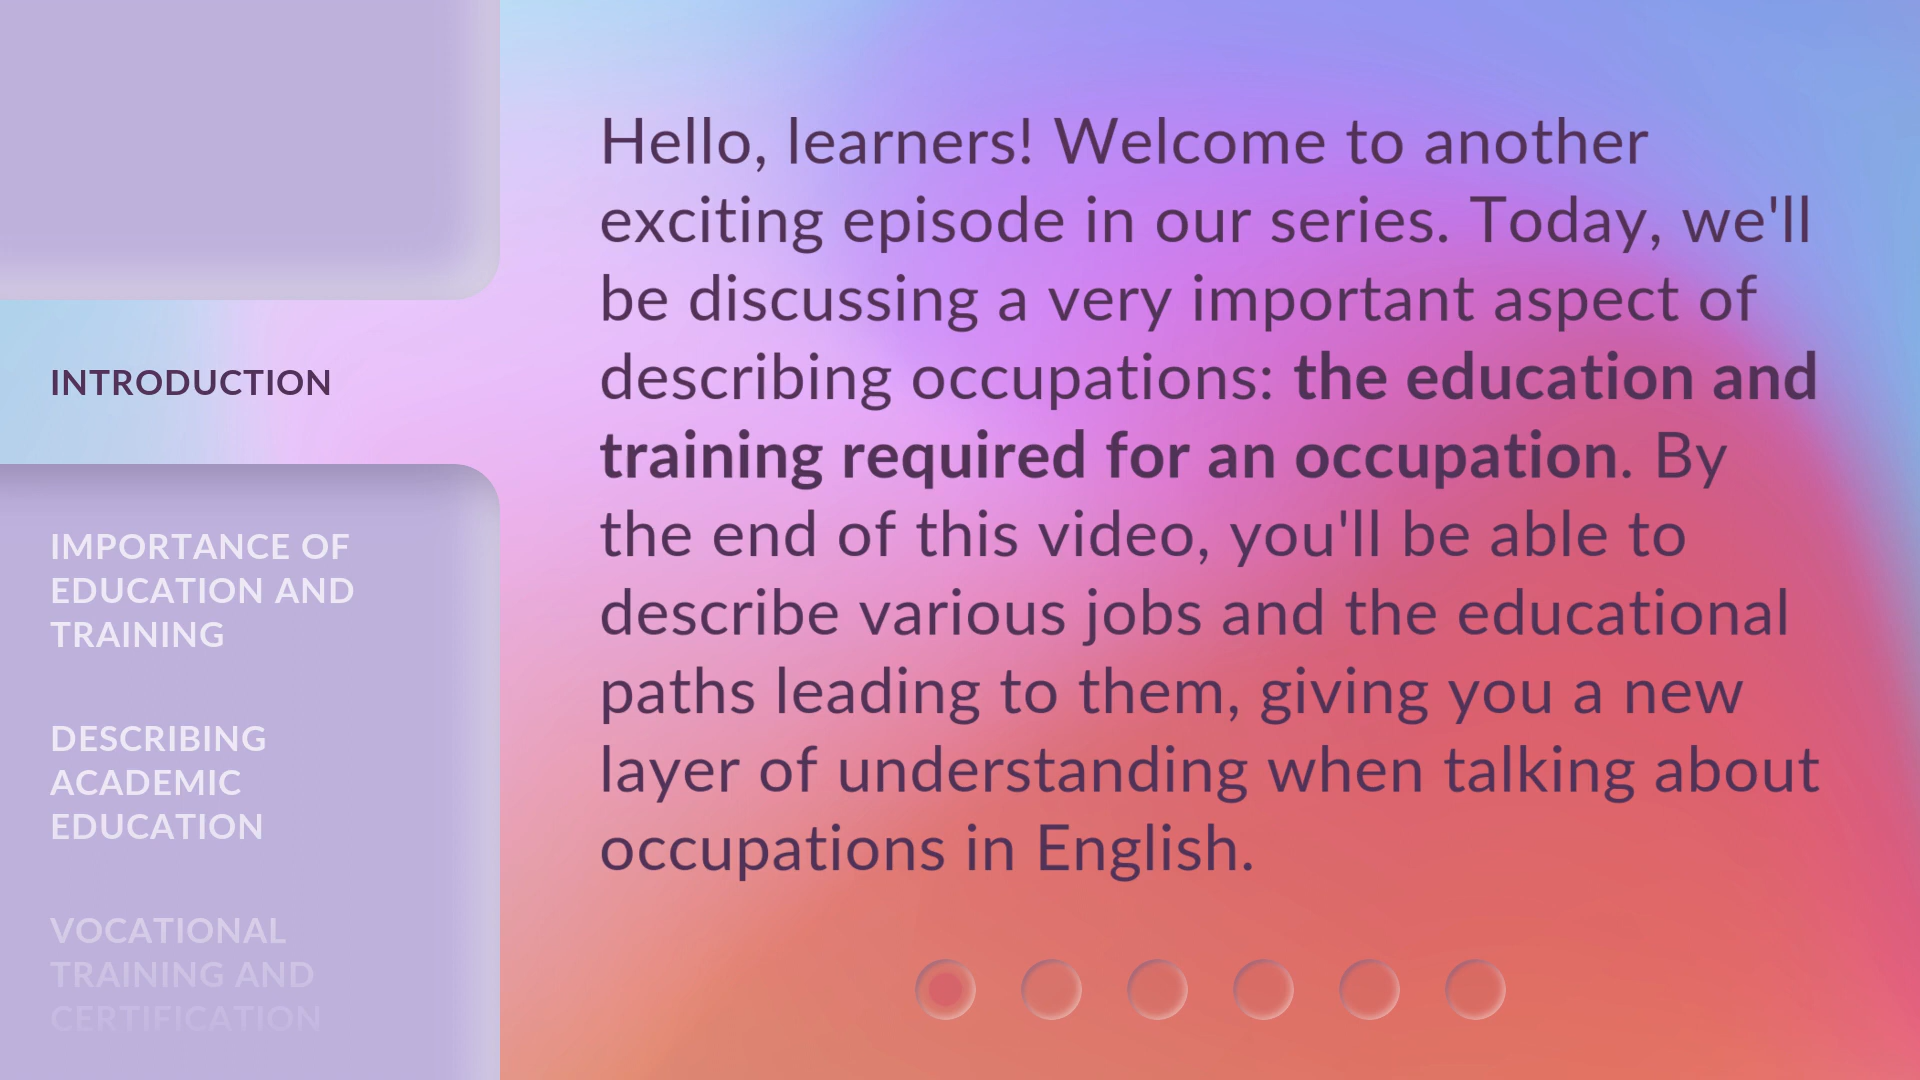 INTRODUCTION
IMPORTANCE OF
EDUCATION AND
TRAINING
DESCRIBING
ACADEMIC
EDUCATION
VOCATIONAL
TRAINING AND
CERTIFICATION
Hello, learners! Welcome to another
exciting episode in our series. Today, we'll
be discussing a very important aspect of
describing occupations: the education and
training required for an occupation. By
the end of this video, you'll be able to
describe various jobs and the educational
paths leading to them, giving you a new
layer of understanding when talking about
occupations in English.